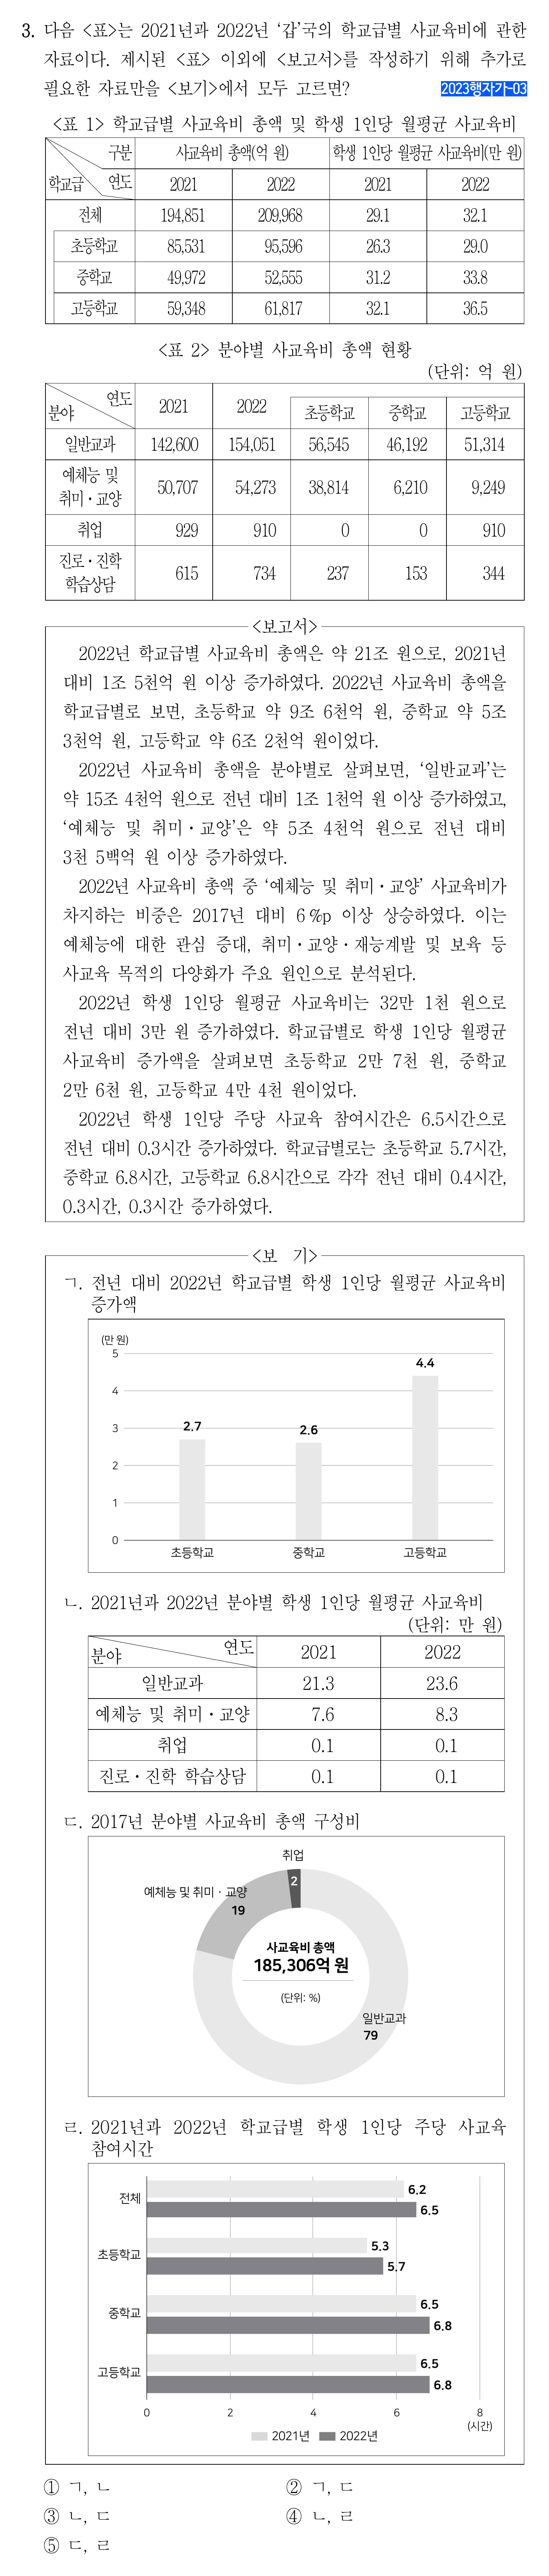 3. 다음 <표>는 2021년과 2022년 ‘갑’국의 학교급별 사교육비에 관한
자료이다. 제시된 <표> 이외에 <보고서>를 작성하기 위해 추가로
필요한 자료만을 <보기>에서 모두 고르면? 2023행자가-03
<표 1> 학교급별 사교육비 총액 및 학생 1인당 월평균 사교육비
구분 사교육비 총액(억 원) 학생 1인당 월평균 사교육비(만 원)
학교급 연도 2021 2022 2021 2022
전체 194,851 209,968 29.1 32.1
초등학교 85,531 95,596 26.3 29.0
중학교 49,972 52,555 31.2 33.8
고등학교 59,348 61,817 32.1 36.5
<표 2> 분야별 사교육비 총액 현황
(단위: 억 원)
분야 연도 2021 2022 초등학교 중학교 고등학교
일반교과 142,600 154,051 56,545 46,192 51,314
예체능 및
취미·교양 50,707 54,273 38,814 6,210 9,249
취업 929 910 0 0 910
진로·진학
학습상담 615 734 237 153 344
<보고서>
2022년 학교급별 사교육비 총액은 약 21조 원으로, 2021년
대비 1조 5천억 원 이상 증가하였다. 2022년 사교육비 총액을
학교급별로 보면, 초등학교 약 9조 6천억 원, 중학교 약 5조
3천억 원, 고등학교 약 6조 2천억 원이었다.
2022년 사교육비 총액을 분야별로 살펴보면, ‘일반교과’는
약 15조 4천억 원으로 전년 대비 1조 1천억 원 이상 증가하였고,
‘예체능 및 취미·교양’은 약 5조 4천억 원으로 전년 대비
3천 5백억 원 이상 증가하였다.
2022년 사교육비 총액 중 ‘예체능 및 취미·교양’ 사교육비가
차지하는 비중은 2017년 대비 6%p 이상 상승하였다. 이는
예체능에 대한 관심 증대, 취미·교양·재능계발 및 보육 등
사교육 목적의 다양화가 주요 원인으로 분석된다.
2022년 학생 1인당 월평균 사교육비는 32만 1천 원으로
전년 대비 3만 원 증가하였다. 학교급별로 학생 1인당 월평균
사교육비 증가액을 살펴보면 초등학교 2만 7천 원, 중학교
2만 6천 원, 고등학교 4만 4천 원이었다.
2022년 학생 1인당 주당 사교육 참여시간은 6.5시간으로
전년 대비 0.3시간 증가하였다. 학교급별로는 초등학교 5.7시간,
중학교 6.8시간, 고등학교 6.8시간으로 각각 전년 대비 0.4시간,
0.3시간, 0.3시간 증가하였다.
<보 기>
ㄱ. 전년 대비 2022년 학교급별 학생 1인당 월평균 사교육비
증가액
(만 원)
5
4
3
2
1
0
2.7 2.6 4.4
초등학교 중학교 고등학교
ㄴ. 2021년과 2022년 분야별 학생 1인당 월평균 사교육비
(단위: 만 원)
분야 연도 2021 2022
일반교과 21.3 23.6
예체능 및 취미·교양 7.6 8.3
취업 0.1 0.1
진로·진학 학습상담 0.1 0.1
ㄷ. 2017년 분야별 사교육비 총액 구성비
취업
2
예체능 및 취미·교양
19
사교육비 총액
185,306억 원
(단위: %)
일반교과
79
ㄹ. 2021년과 2022년 학교급별 학생 1인당 주당 사교육
참여시간
전체 6.2
6.5
초등학교 5.3
5.7
중학교 6.5
6.8
고등학교 6.5
6.8
0 2 4 6 8
(시간)
2021년 2022년
① ㄱ, ㄴ ② ㄱ, ㄷ
③ ㄴ, ㄷ ④ ㄴ, ㄹ
⑤ ㄷ, ㄹ